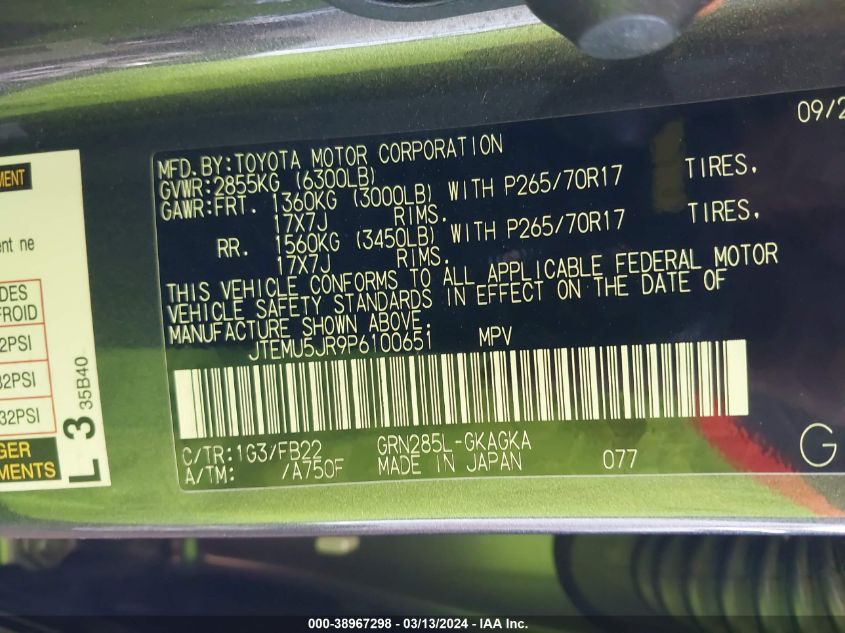 09/2
MFD.BY:TOYOTA MOTOR CORPORATION
GVWR:2855KG (6300LB)
GAWR:FRT. 1360KG (3000LB) WITH P265/70R17 TIRES,
17X7J RIMS.
RR. 1560KG (3450LB) WITH P265/70R17 TIRES,
17X7J RIMS.
THIS VEHICLE CONFORMS TO ALL APPLICABLE FEDERAL MOTOR
VEHICLE SAFETY STANDARDS IN EFFECT ON THE DATE OF
MANUFACTURE SHOWN ABOVE.
JTEMU5JR9P6100651 MPV
C/TR:1G3/FB22 GRN285L-GKAGKA
A/TM: /A750F MADE IN JAPAN 077
G
MENT
ent ne
DES
FROID
2PSI
32PSI
32PSI
GER
MENTS
L 3 35B40
000-38967298 - 03/13/2024 - IAA Inc.